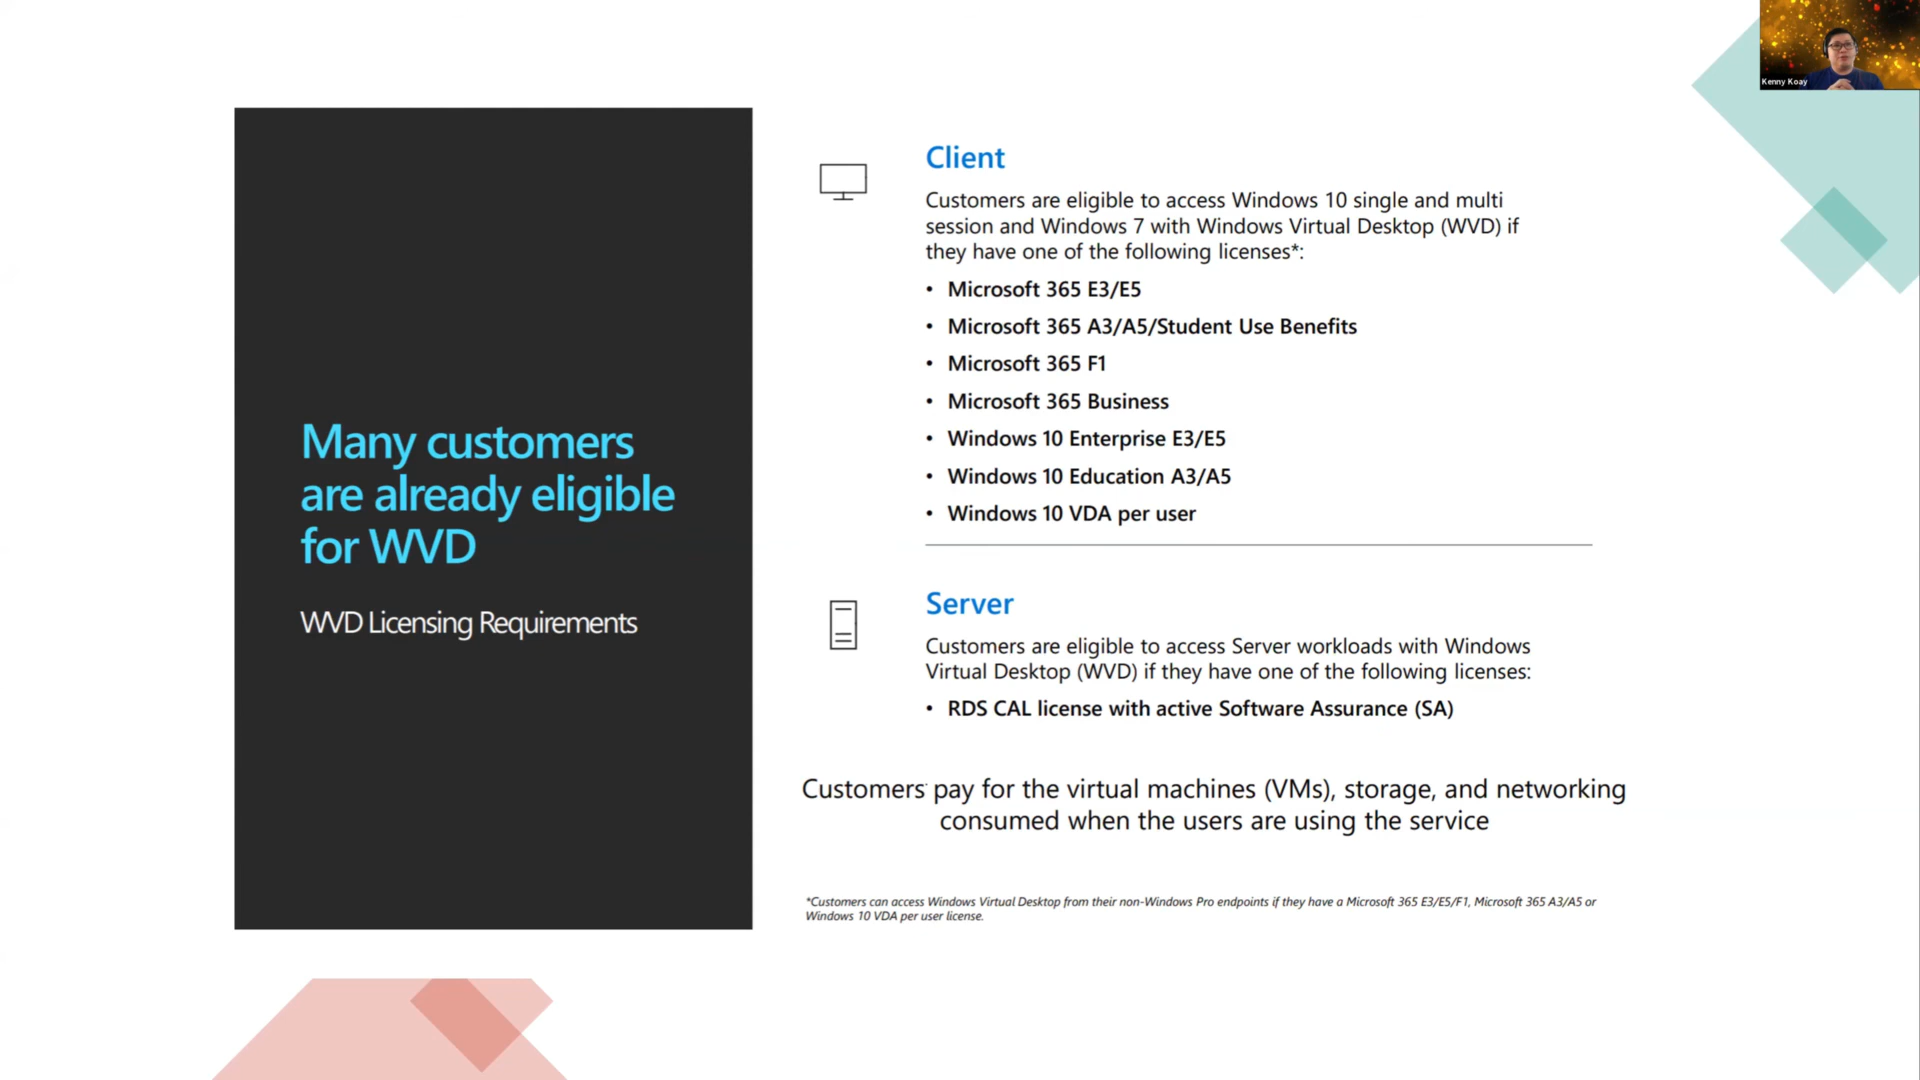 Kenny Koay
Many customers
are already eligible
for WVD
WVD Licensing Requirements
Client
Customers are eligible to access Windows 10 single and multi
session and Windows 7 with Windows Virtual Desktop (WVD) if
they have one of the following licenses*:
• Microsoft 365 E3/E5
• Microsoft 365 A3/A5/Student Use Benefits
• Microsoft 365 F1
• Microsoft 365 Business
• Windows 10 Enterprise E3/E5
• Windows 10 Education A3/A5
• Windows 10 VDA per user
Server
Customers are eligible to access Server workloads with Windows
Virtual Desktop (WVD) if they have one of the following licenses:
• RDS CAL license with active Software Assurance (SA)
Customers pay for the virtual machines (VMs), storage, and networking
consumed when the users are using the service
*Customers can access Windows Virtual Desktop from their non-Windows Pro endpoints if they have a Microsoft 365 E3/E5/F1, Microsoft 365 A3/A5 or
Windows 10 VDA per user license.